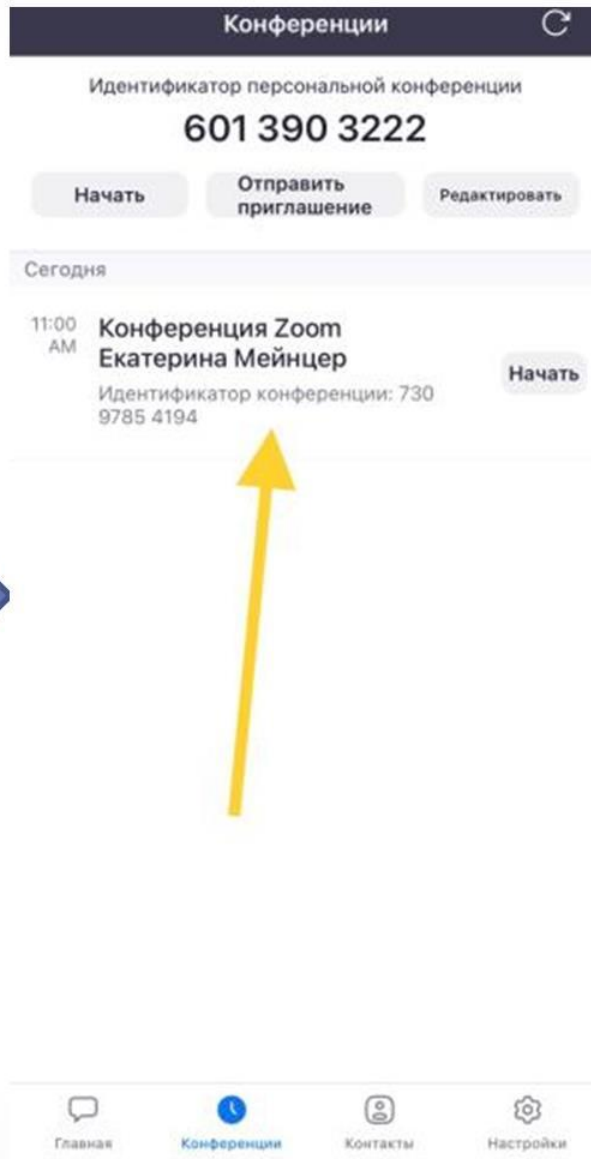 Конференции
Идентификатор персональной конференции
601 390 3222
Начать
Отправить
приглашение
Редактировать
Сегодня
11:00
AM
Конференция Zoom
Екатерина Мейнцер
Идентификатор конференции: 730
9785 4194
Начать
Главная
Конференции
Контакты
Настройки